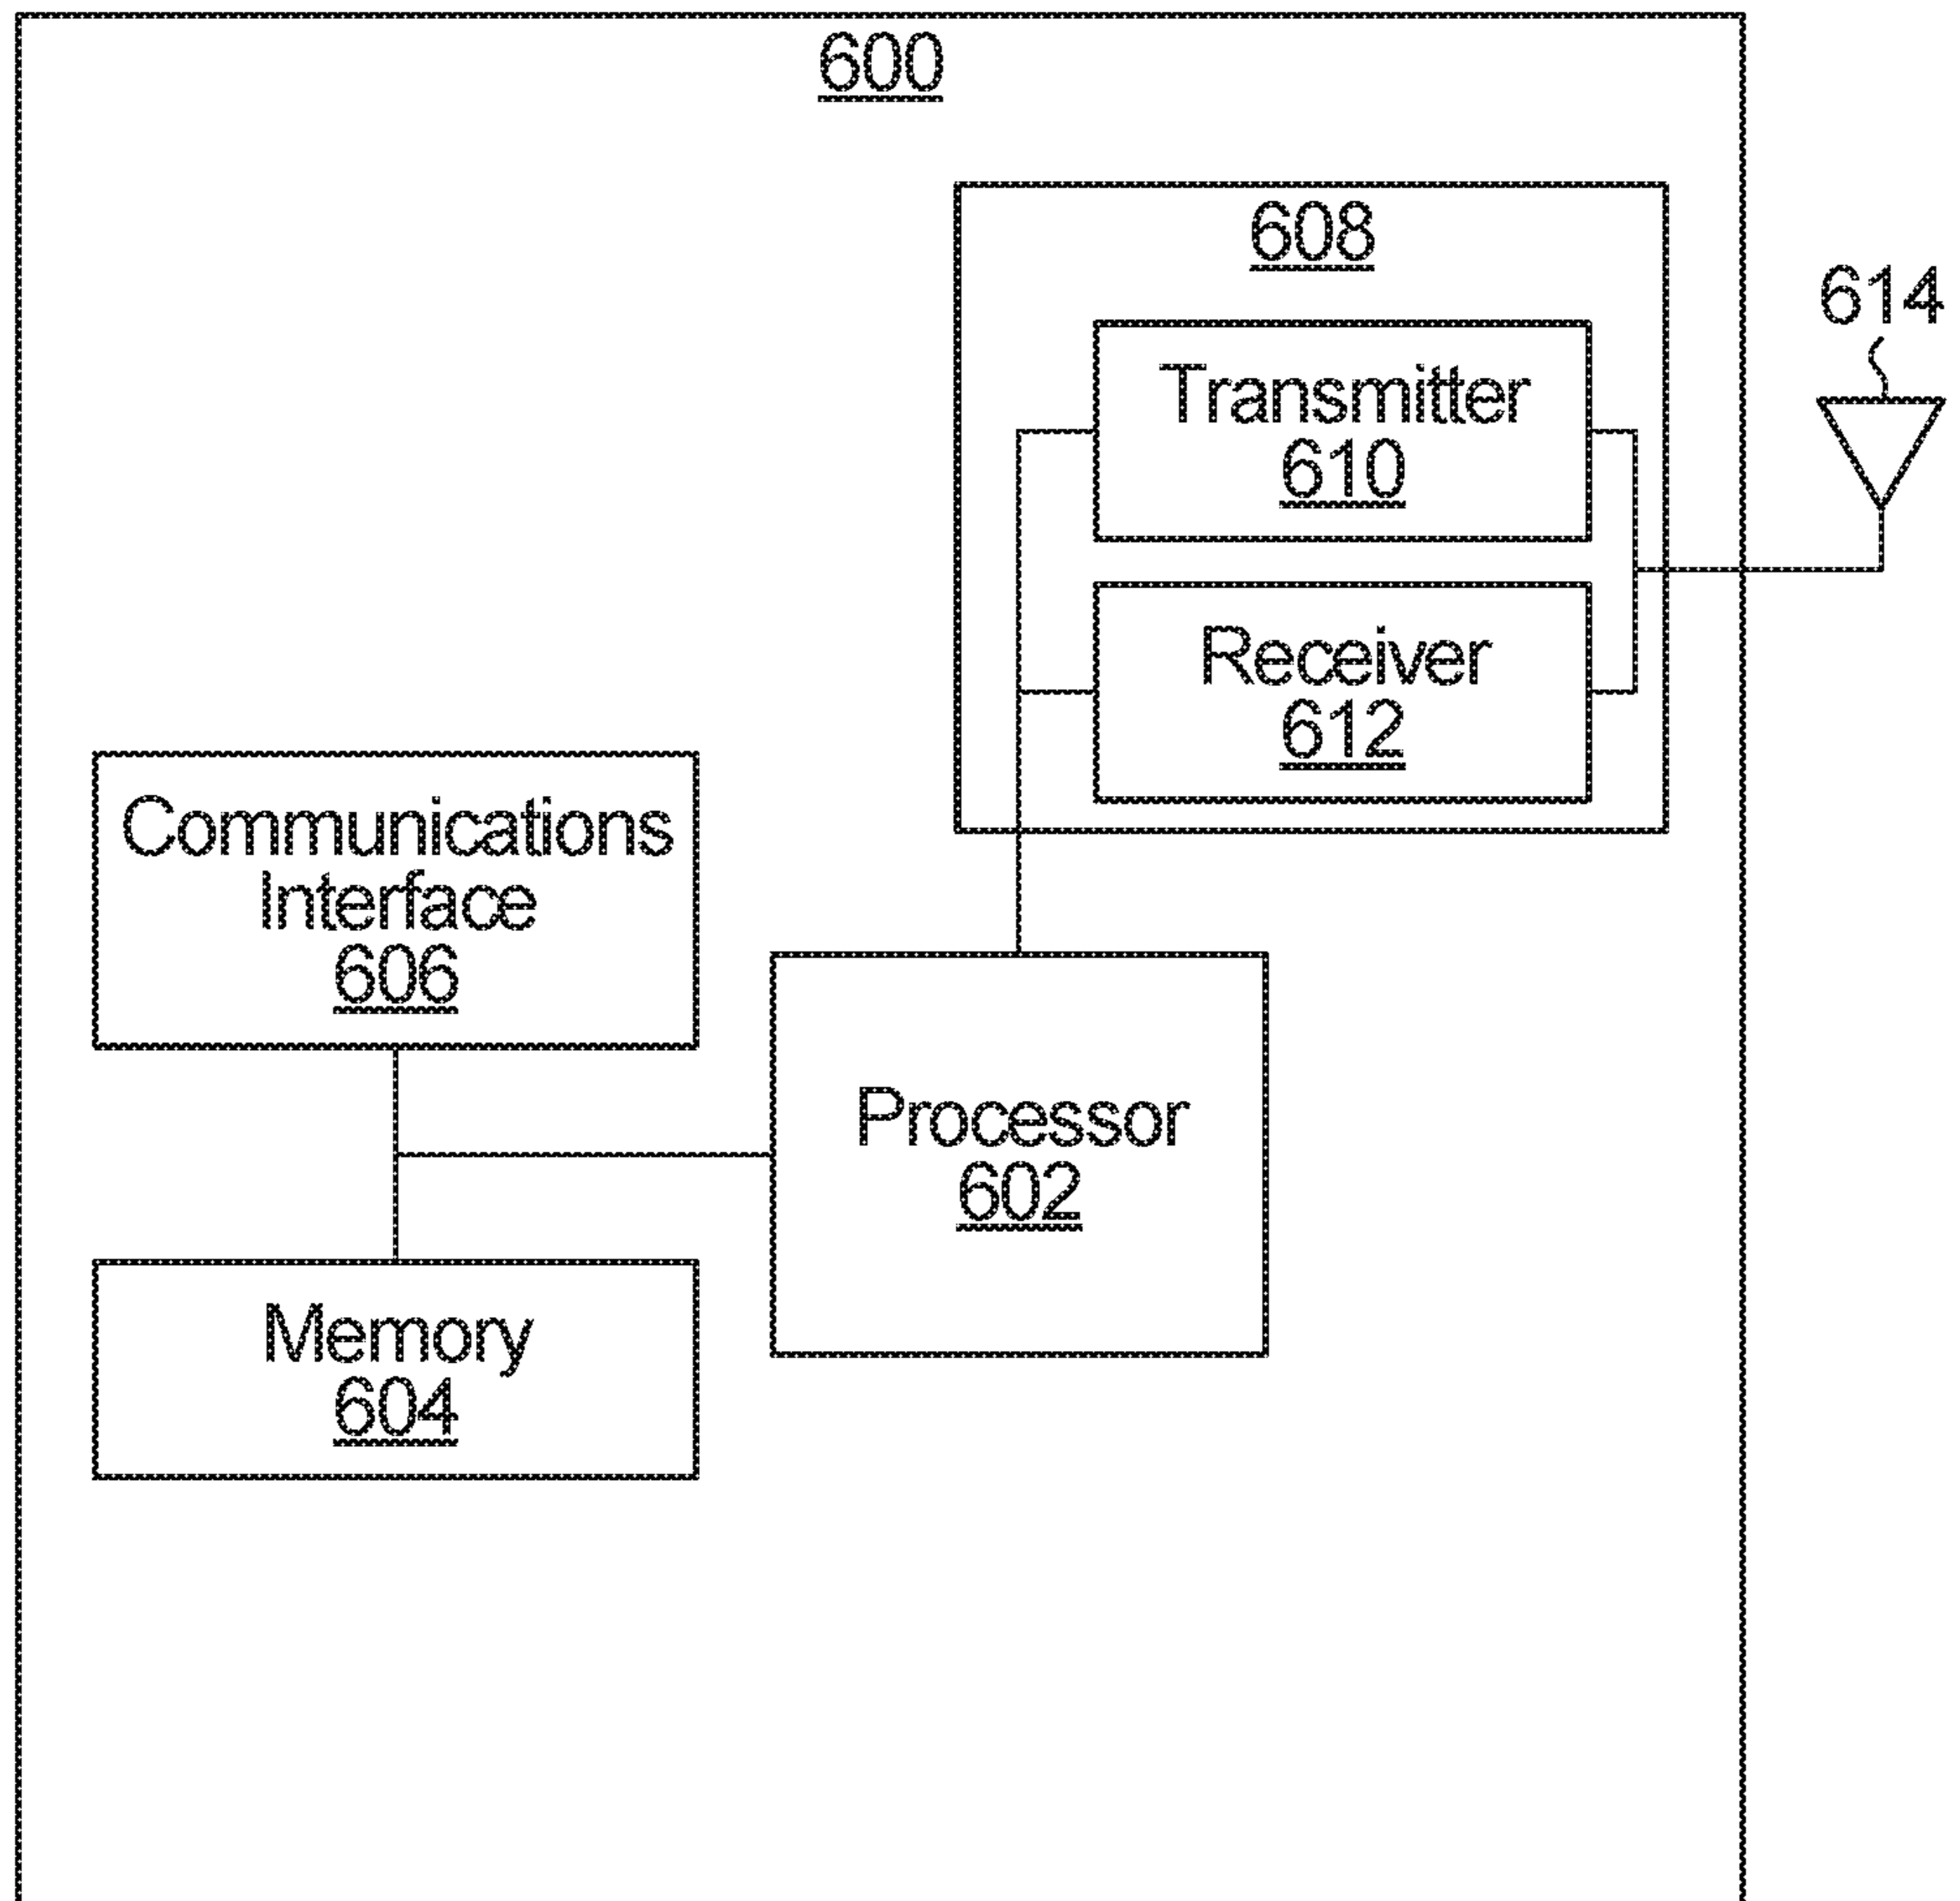 600
608
614
Transmitter
610
Receiver
612
Communications
Interface
606
Processor
602
Memory
604